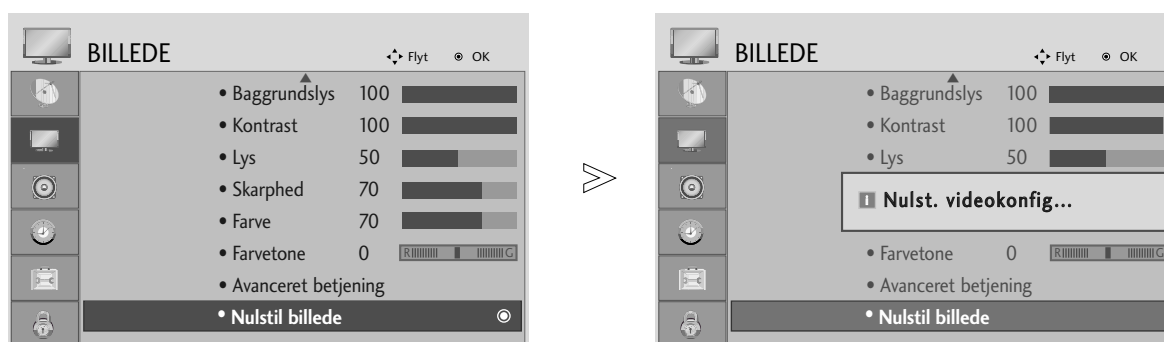 BILLEDE
Flyt OK
• Baggrundslys 100
• Kontrast 100
• Lys 50
• Skarphed 70
• Farve 70
• Farvetone 0 R G
• Avanceret betjening
• Nulstil billede
BILLEDE
Flyt OK
• Baggrundslys 100
• Kontrast 100
• Lys 50
Nulst. videokonfig...
• Farvetone 0 R G
• Avanceret betjening
• Nulstil billede